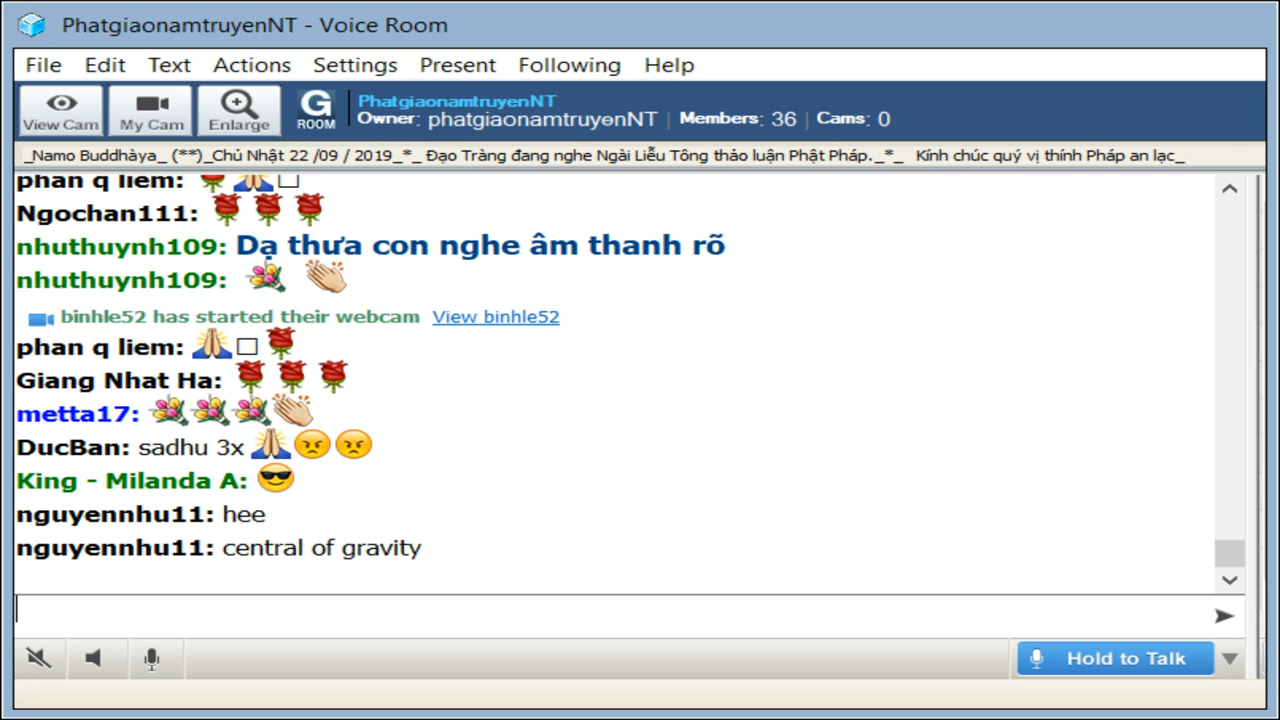 PhatgiaonamtruyenNT - Voice Room
File Edit Text Actions Settings Present Following Help
View Cam My Cam Enlarge G ROOM
PhatgiaonamtruyenNT
Owner: phatgiaonamtruyenNT | Members: 36 | Cams: 0
_Namo Buddhàya_ (**)_Chủ Nhật 22 /09 / 2019_*_ Đạo Tràng đang nghe Ngài Liễu Tông thảo luận Phật Pháp._*_ Kính chúc quý vị thính Pháp an lạc_
phan q liem: 🌹🙏□
Ngochan111: 🌹🌹🌹
nhuthuynh109: Dạ thưa con nghe âm thanh rõ
nhuthuynh109: 💐 👏
binhle52 has started their webcam View binhle52
phan q liem: 🙏□🌹
Giang Nhat Ha: 🌹🌹🌹
metta17: 💐💐💐👏
DucBan: sadhu 3x 🙏😠😠
King - Milanda A: 😎
nguyennhu11: hee
nguyennhu11: central of gravity
Hold to Talk